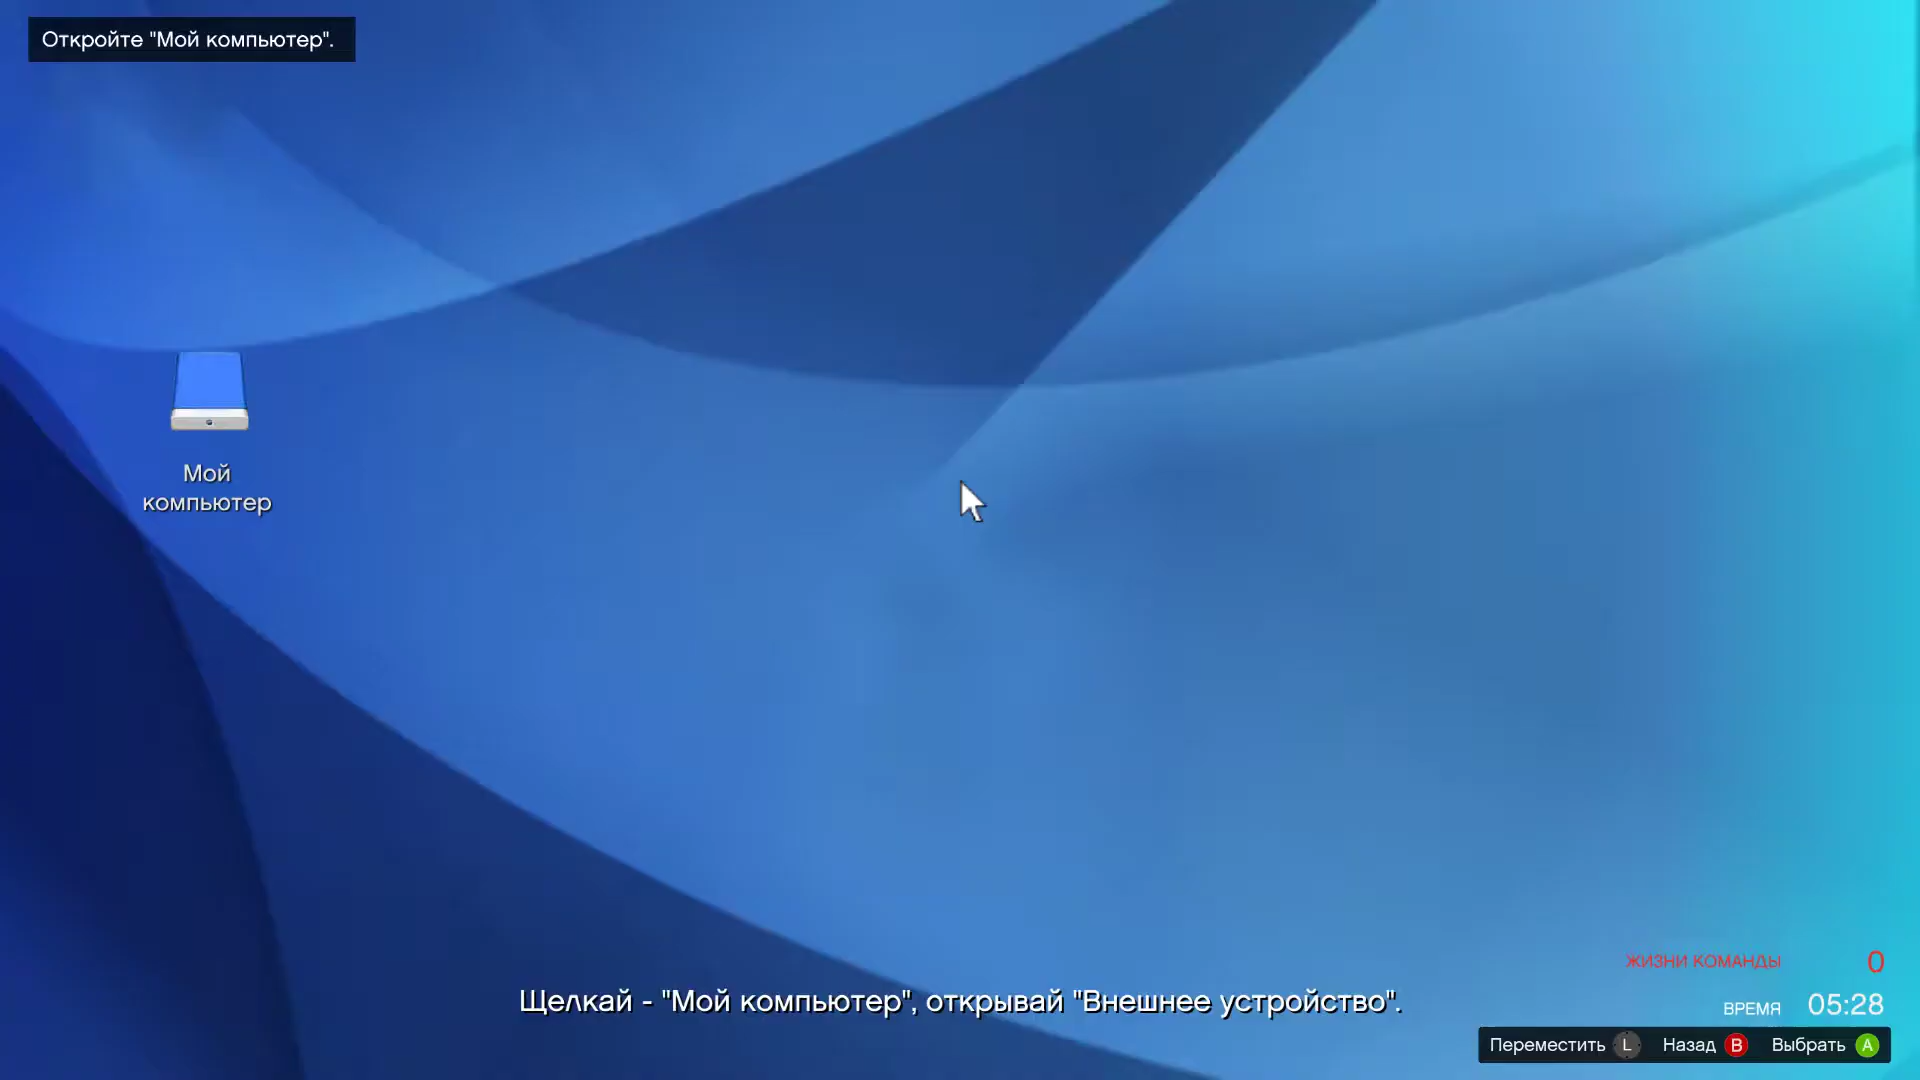 Откройте "Мой компьютер".
Мой
компьютер
Щелкай - "Мой компьютер", открывай "Внешнее устройство".
ЖИЗНИ КОМАНДЫ 0
ВРЕМЯ 05:28
Переместить L Назад B Выбрать A